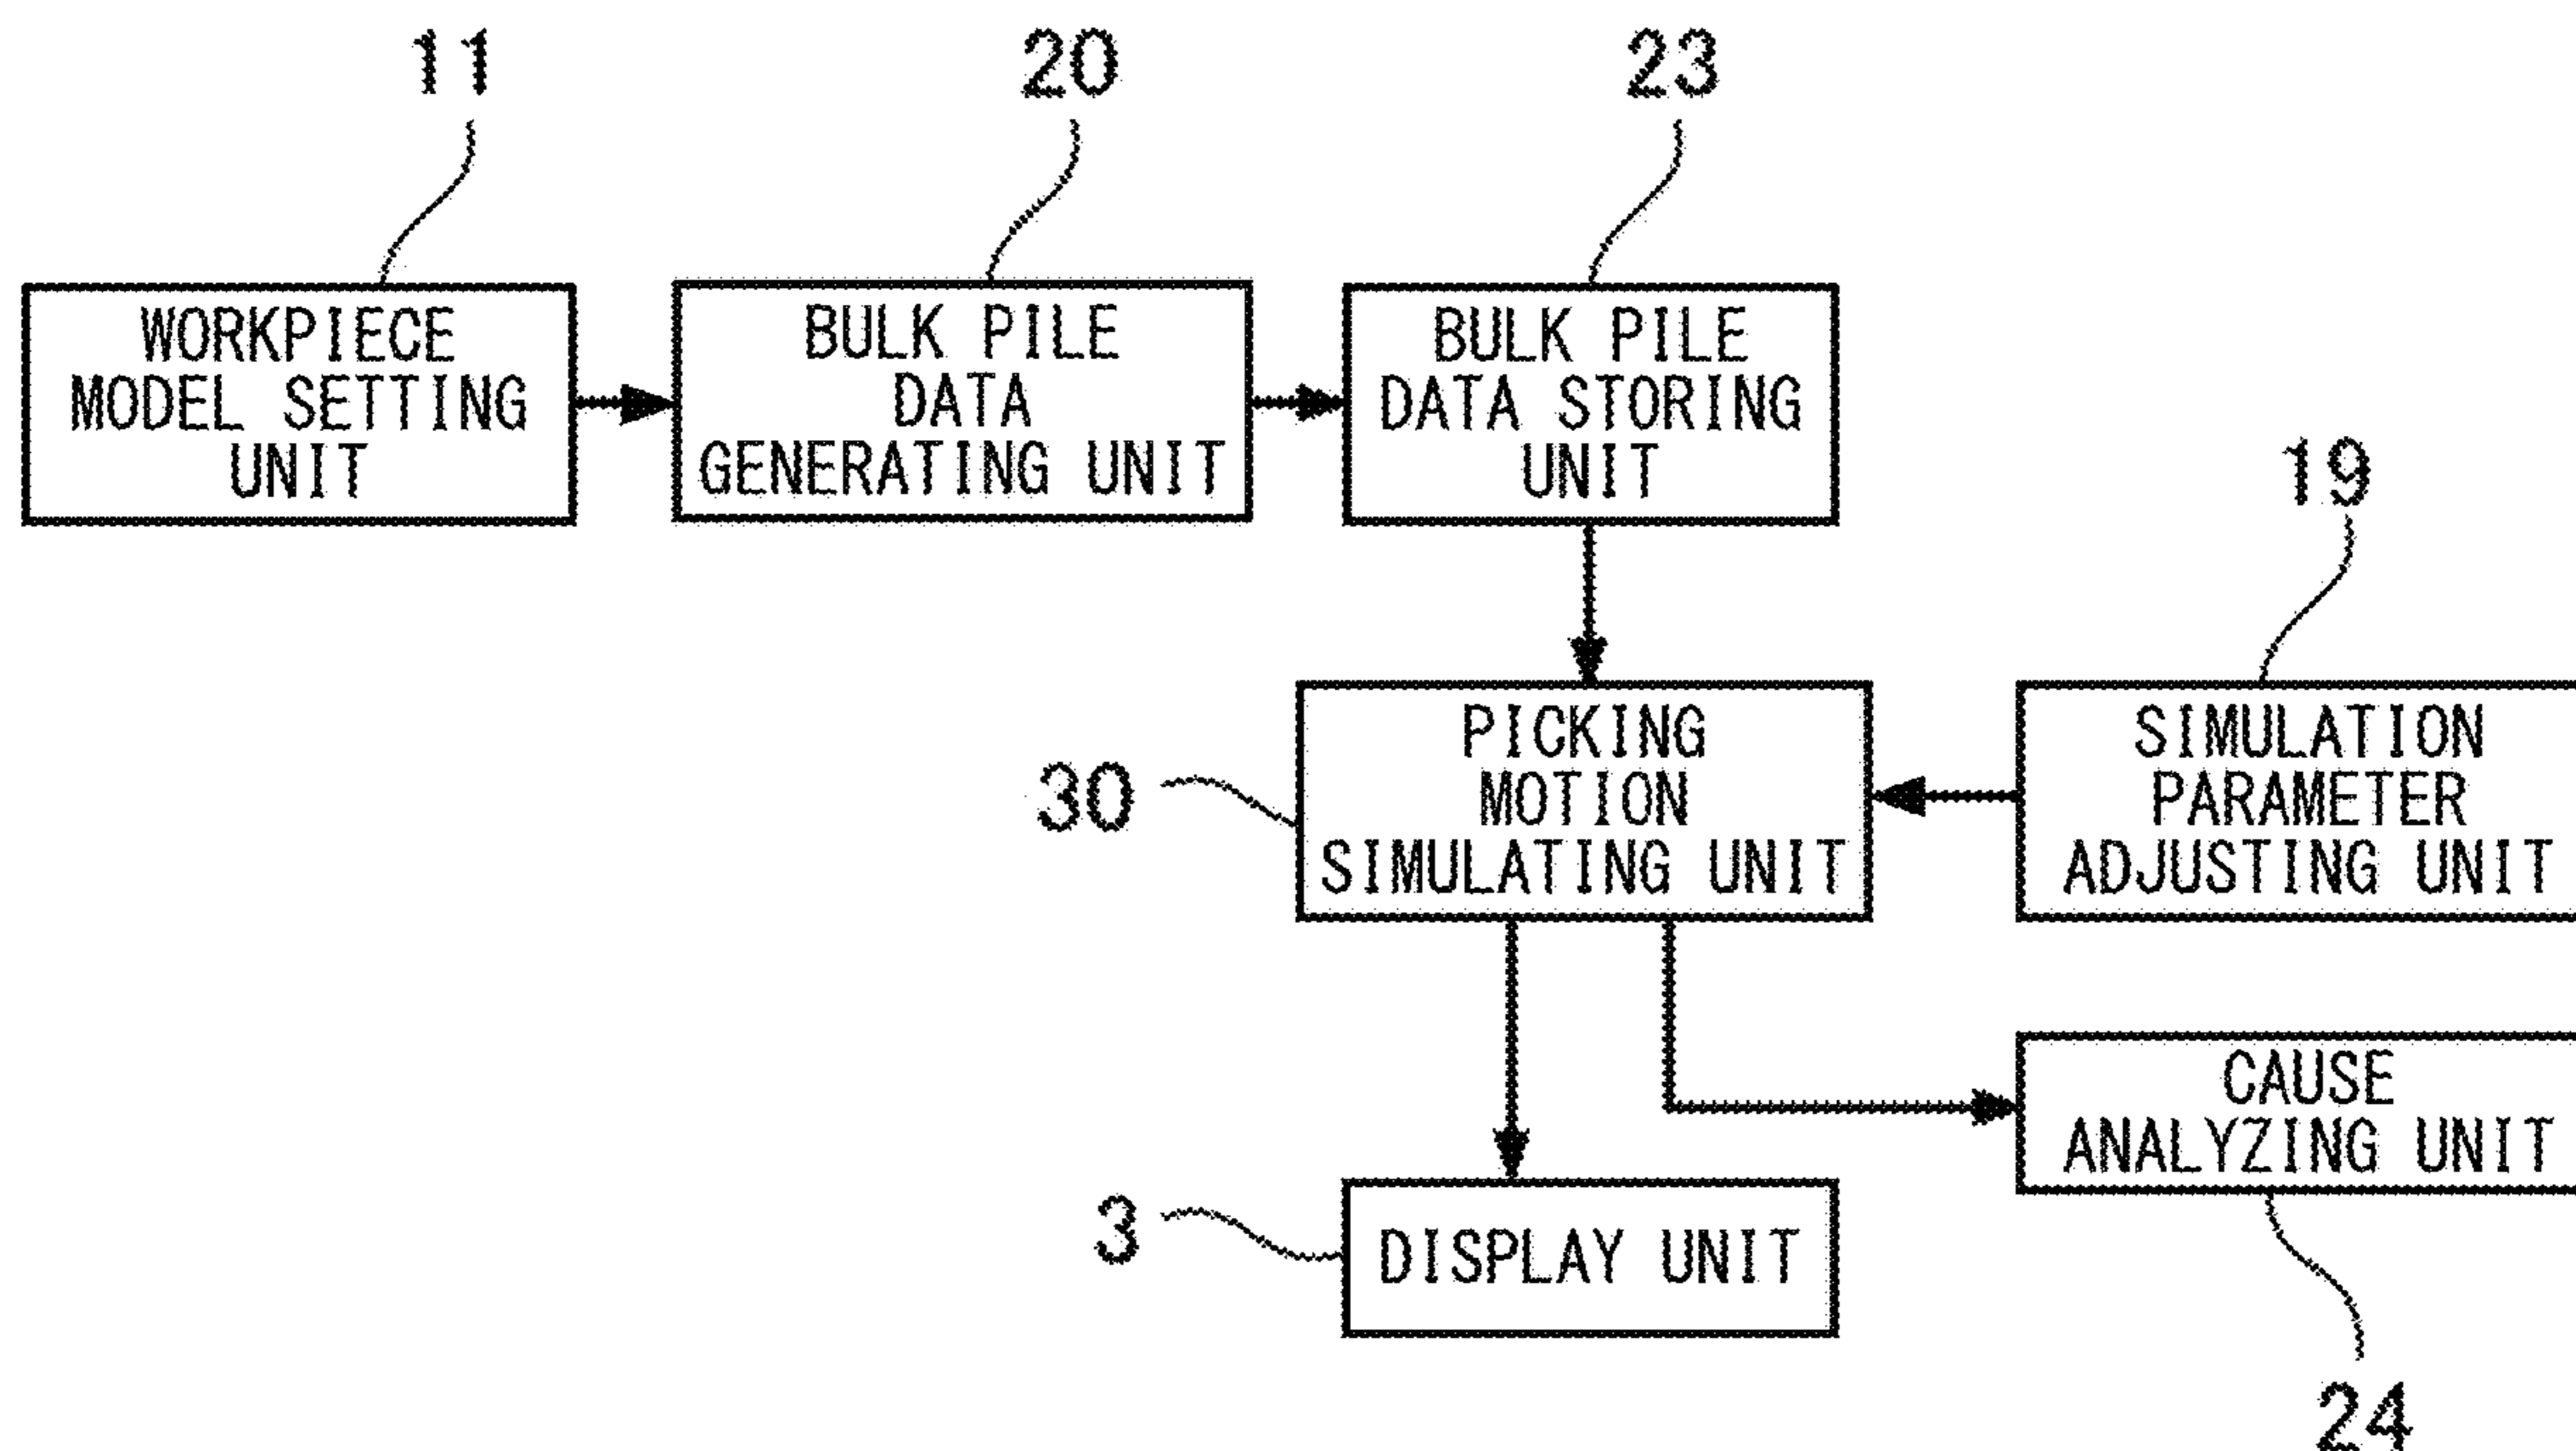 11
20
23
WORKPIECE
MODEL SETTING
UNIT
BULK PILE
DATA
GENERATING UNIT
BULK PILE
DATA STORING
UNIT
19
30
PICKING
MOTION
SIMULATING UNIT
SIMULATION
PARAMETER
ADJUSTING UNIT
CAUSE
ANALYZING UNIT
3
DISPLAY UNIT
24